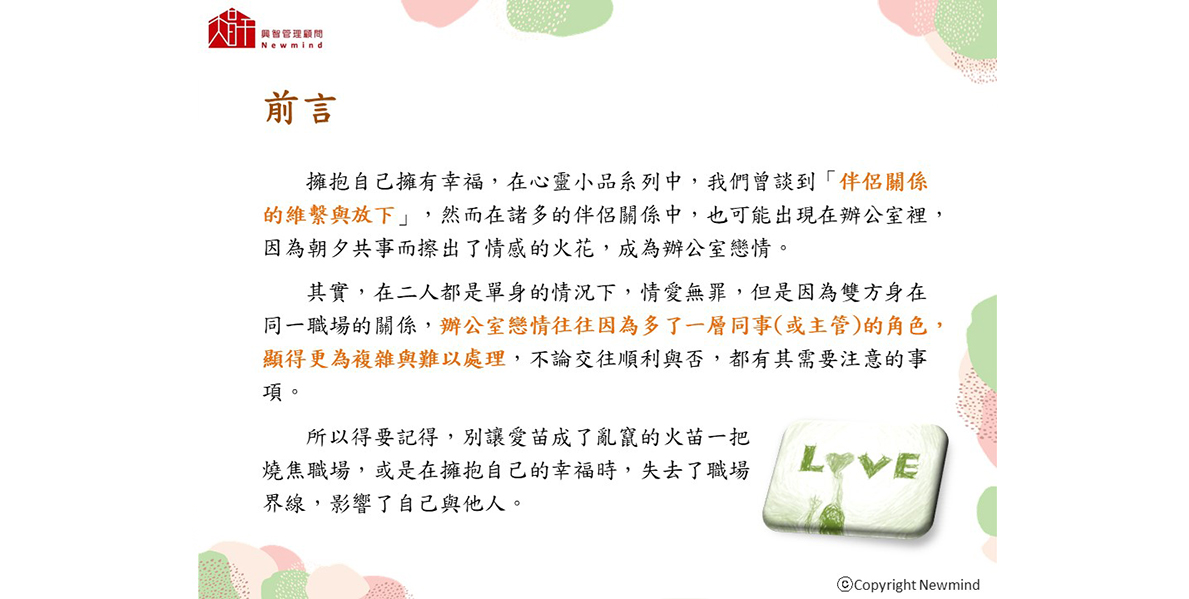 興智管理顧問
Newmind
前言
擁抱自己擁有幸福，在心靈小品系列中，我們曾談到「伴侶關係
的維繫與放下」，然而在諸多的伴侶關係中，也可能出現在辦公室裡，
因為朝夕共事而擦出了情感的火花，成為辦公室戀情。
其實，在二人都是單身的情況下，情愛無罪，但是因為雙方身在
同一職場的關係，辦公室戀情往往因為多了一層同事(或主管)的角色，
顯得更為複雜與難以處理，不論交往順利與否，都有其需要注意的事
項。
所以得要記得，別讓愛苗成了亂竄的火苗一把
燒焦職場，或是在擁抱自己的幸福時，失去了職場
界線，影響了自己與他人。
LOVE
ⓒCopyright Newmind